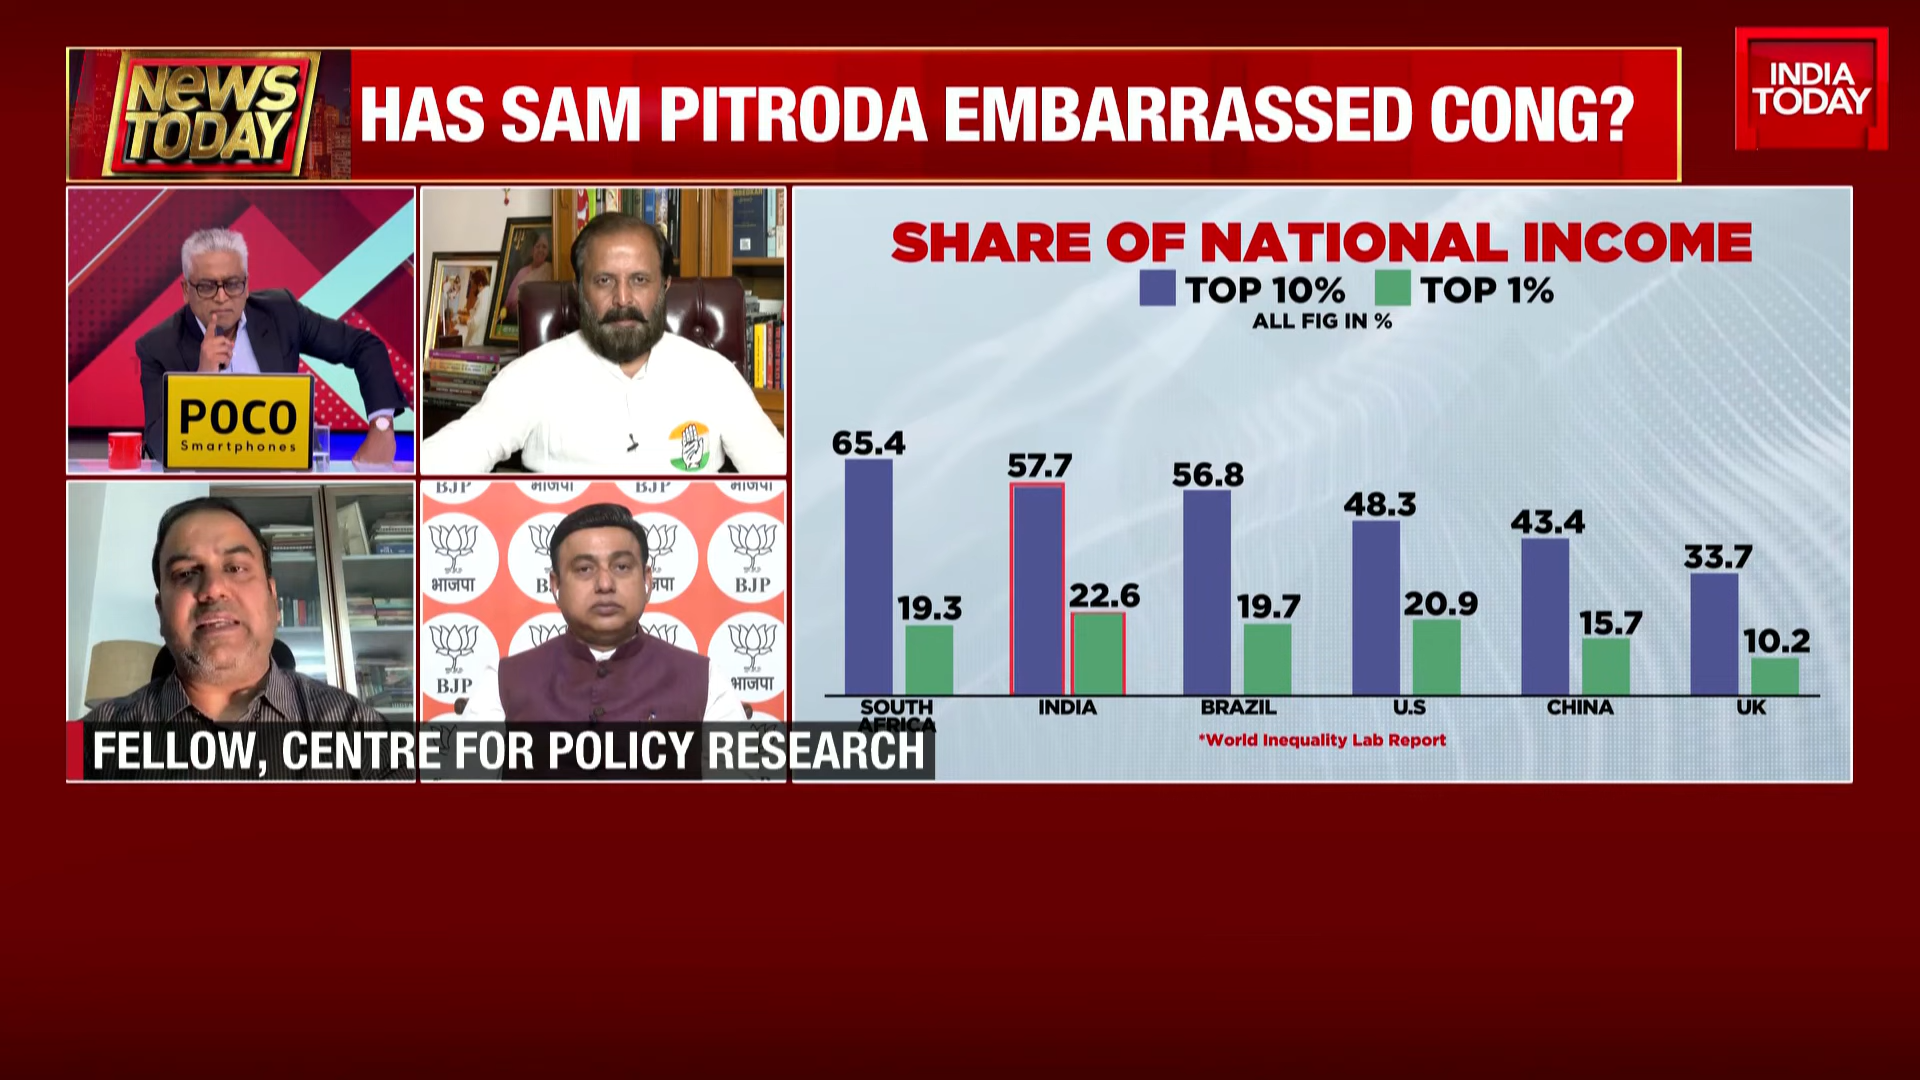 NEWS
TODAY
HAS SAM PITRODA EMBARRASSED CONG?
INDIA
TODAY
POCO
Smartphones
BJP
भाजपा
BJP
भाजपा
भाजपा
BJP
BJP
भाजपा
SHARE OF NATIONAL INCOME
TOP 10% TOP 1%
ALL FIG IN %
65.4 19.3
57.7 22.6
56.8 19.7
48.3 20.9
43.4 15.7
33.7 10.2
SOUTH
AFRICA
INDIA
BRAZIL
U.S
CHINA
UK
*World Inequality Lab Report
FELLOW, CENTRE FOR POLICY RESEARCH